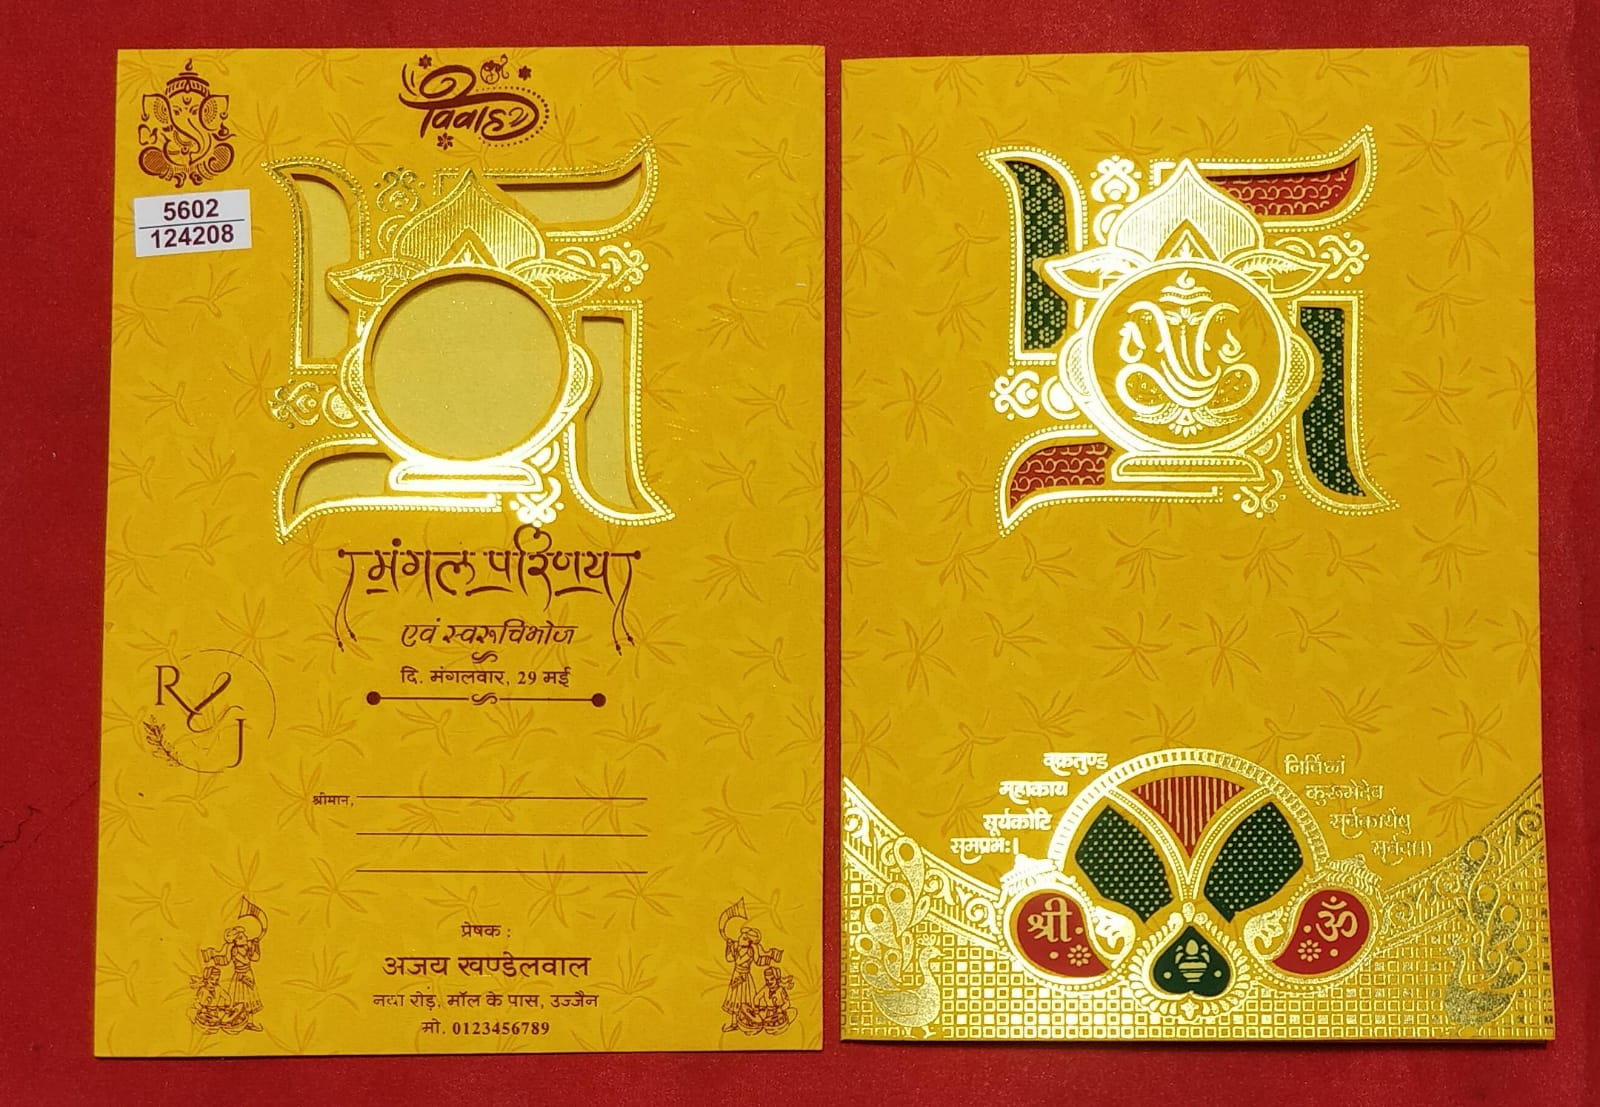 विवाह
5602
124208
मंगल परिणय
एवं स्वरूचिभोज
दि. मंगलवार, 29 मई
R J
श्रीमान,
प्रेषक :
अजय खण्डेलवाल
नया रोड़, मॉल के पास, उज्जैन
मो. 0123456789
वक्रतुण्ड
महाकाय
सूर्यकोटि
समप्रभः।
निर्विघ्नं
कुरूमेदेव
सर्वकार्येषु
सर्वदा।।
श्री
ॐ